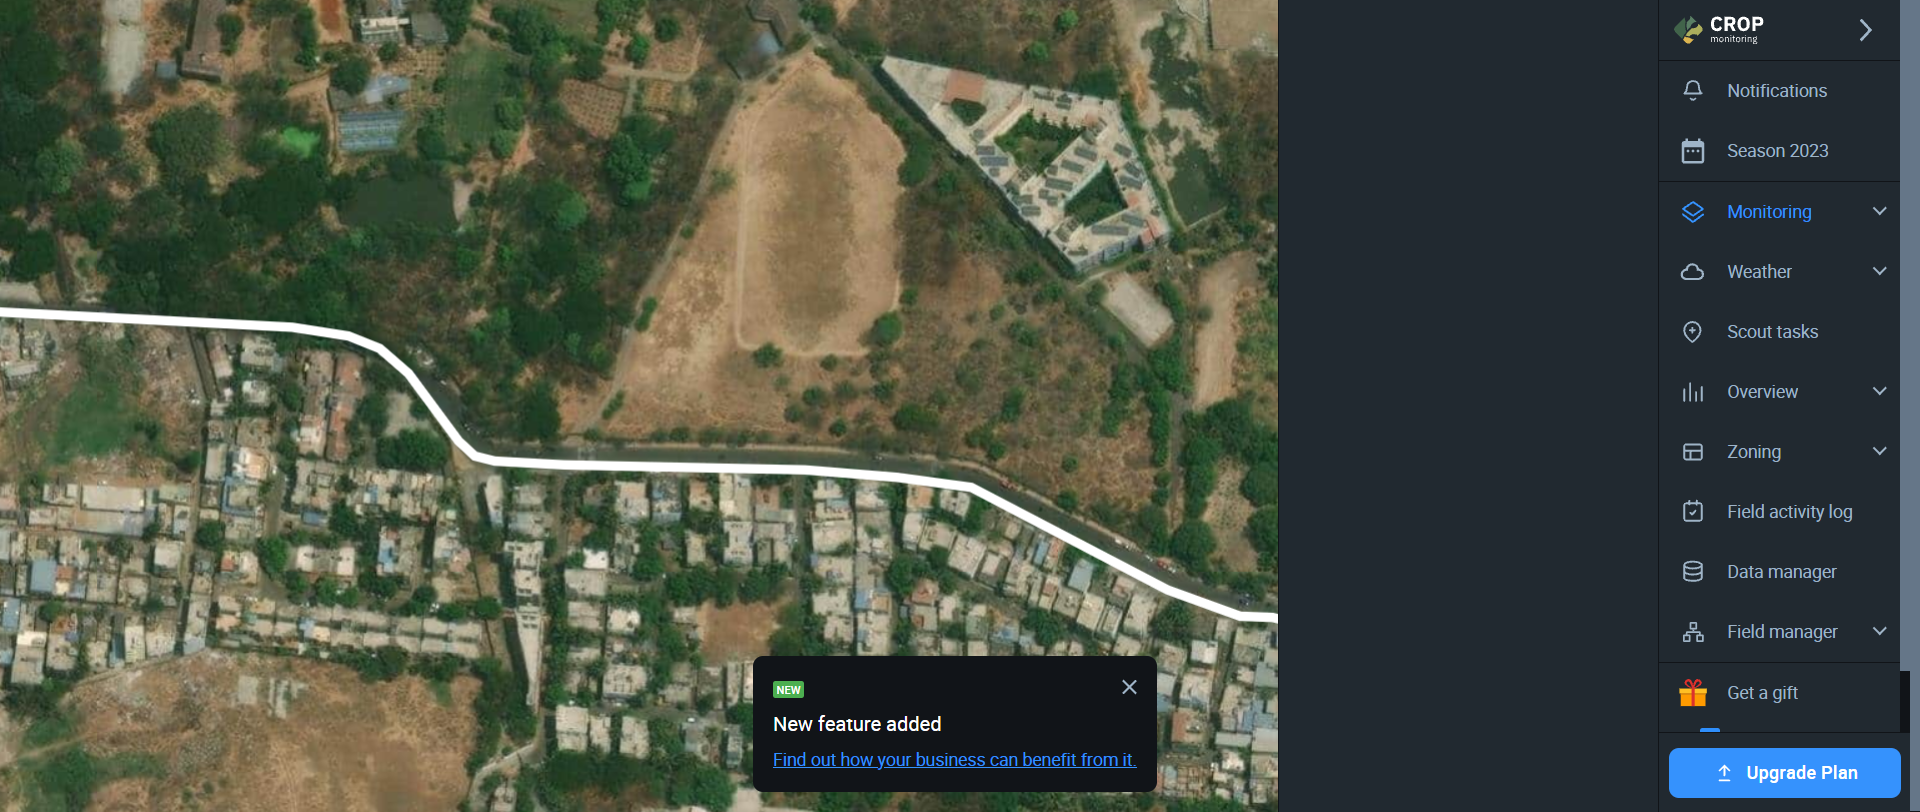 CROP
monitoring
Notifications
Season 2023
Monitoring
Weather
Scout tasks
Overview
Zoning
Field activity log
Data manager
Field manager
Get a gift
Upgrade Plan
NEW
New feature added
Find out how your business can benefit from it.